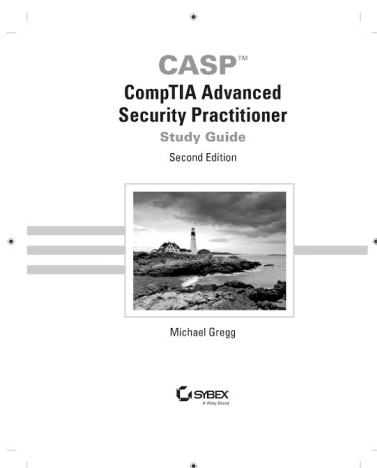 CASP™
CompTIA Advanced
Security Practitioner
Study Guide
Second Edition
Michael Gregg
SYBEX
A Wiley Brand